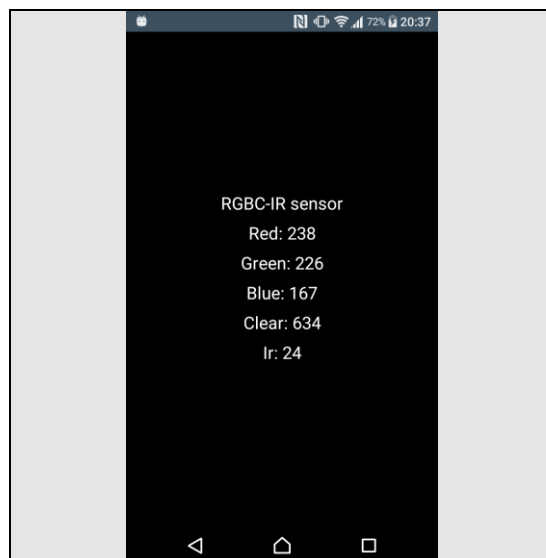 72% 20:37
RGBC-IR sensor
Red: 238
Green: 226
Blue: 167
Clear: 634
Ir: 24